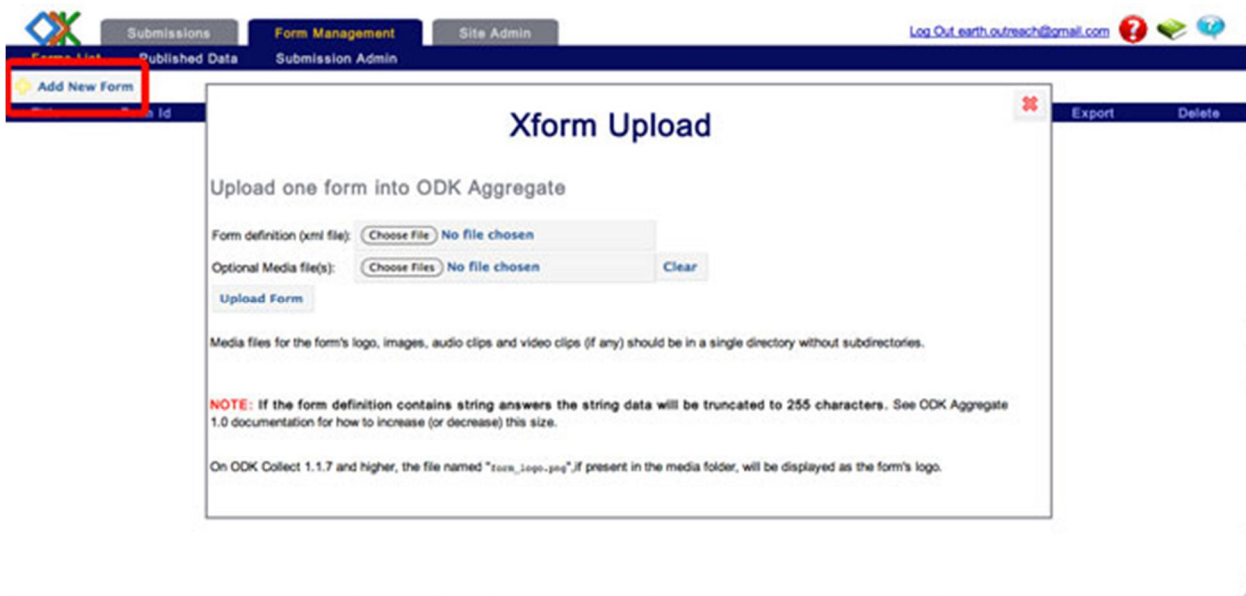 Submissions Form Management Site Admin Log Out earth.outreach@gmail.com
Forms List Published Data Submission Admin
Add New Form
Title Form Id Export Delete
Xform Upload
Upload one form into ODK Aggregate
Form definition (xml file): Choose File No file chosen
Optional Media file(s): Choose Files No file chosen Clear
Upload Form
Media files for the form's logo, images, audio clips and video clips (if any) should be in a single directory without subdirectories.
NOTE: If the form definition contains string answers the string data will be truncated to 255 characters. See ODK Aggregate
1.0 documentation for how to increase (or decrease) this size.
On ODK Collect 1.1.7 and higher, the file named "form_logo.png",if present in the media folder, will be displayed as the form's logo.